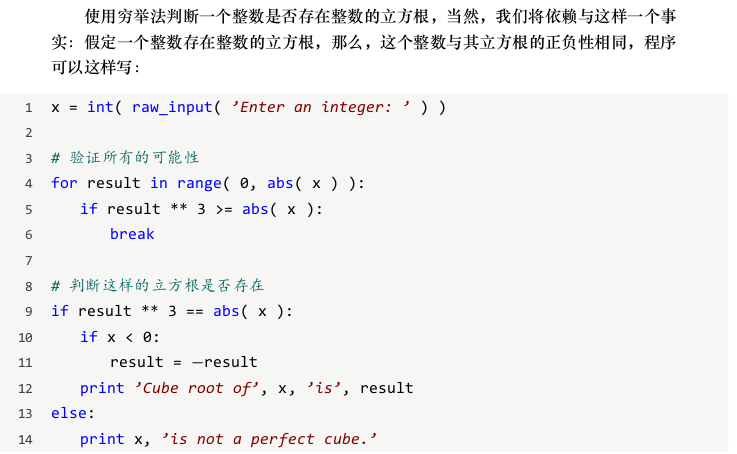 使用穷举法判断一个整数是否存在整数的立方根，当然，我们将依赖与这样一个事
实：假定一个整数存在整数的立方根，那么，这个整数与其立方根的正负性相同，程序
可以这样写：
1 x = int( raw_input( ’Enter an integer: ’ ) )
2
3 # 验证所有的可能性
4 for result in range( 0, abs( x ) ):
5 if result ** 3 >= abs( x ):
6 break
7
8 # 判断这样的立方根是否存在
9 if result ** 3 == abs( x ):
10 if x < 0:
11 result = −result
12 print ’Cube root of’, x, ’is’, result
13 else:
14 print x, ’is not a perfect cube.’